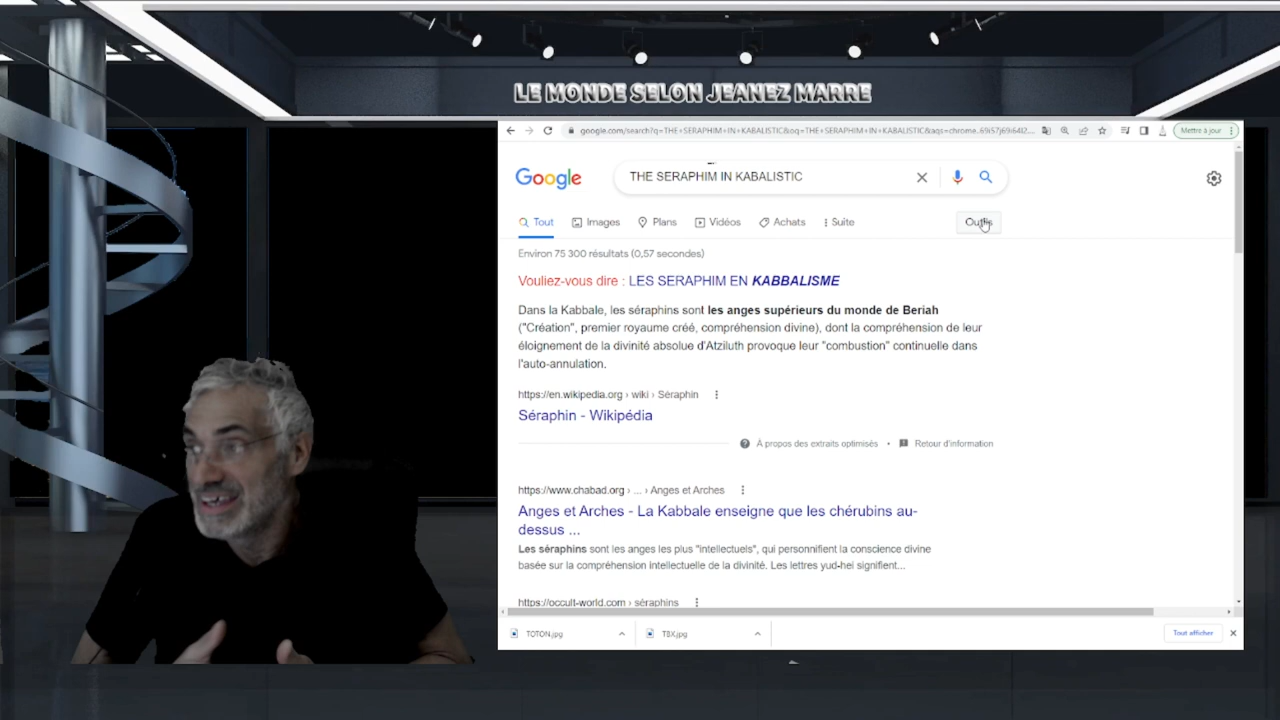 LE MONDE SELON JEANEZ MARRE
google.com/search?q=THE+SERAPHIM+IN+KABALISTIC&oq=THE+SERAPHIM+IN+KABALISTIC&aqs=chrome..69i57j69i64l2...
Mettre à jour
Google
THE SERAPHIM IN KABALISTIC
Tout Images Plans Vidéos Achats Suite Outils
Environ 75 300 résultats (0,57 secondes)
Vouliez-vous dire : LES SERAPHIM EN KABBALISME
Dans la Kabbale, les séraphins sont les anges supérieurs du monde de Beriah
("Création", premier royaume créé, compréhension divine), dont la compréhension de leur
éloignement de la divinité absolue d'Atziluth provoque leur "combustion" continuelle dans
l'auto-annulation.
https://en.wikipedia.org › wiki › Séraphin
Séraphin - Wikipédia
À propos des extraits optimisés • Retour d'information
https://www.chabad.org › ... › Anges et Arches
Anges et Arches - La Kabbale enseigne que les chérubins au-
dessus ...
Les séraphins sont les anges les plus "intellectuels", qui personnifient la conscience divine
basée sur la compréhension intellectuelle de la divinité. Les lettres yud-hei signifient...
https://occult-world.com › séraphins
TOTON.jpg TBX.jpg Tout afficher